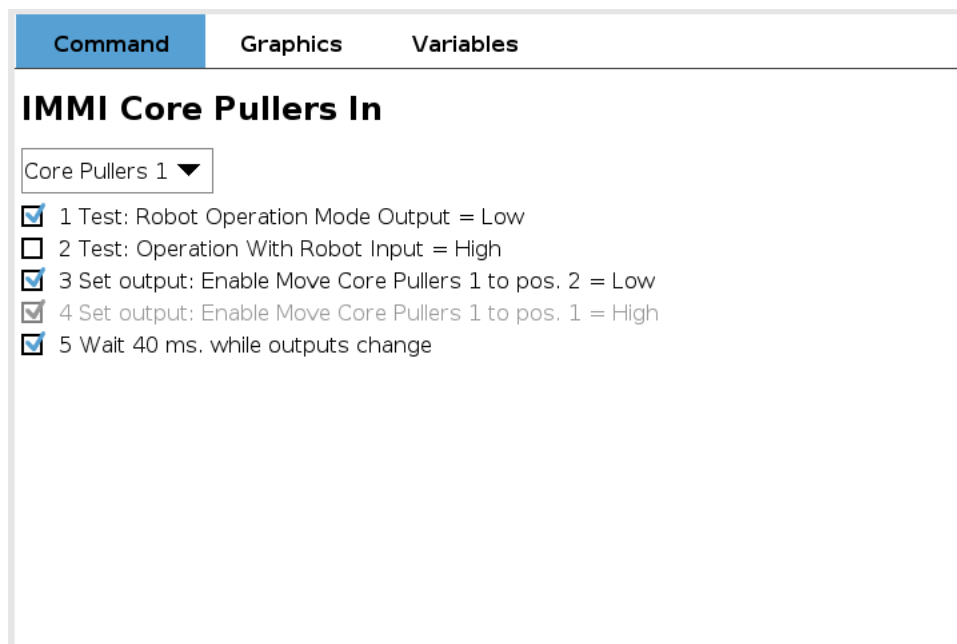 Command Graphics Variables
IMMI Core Pullers In
Core Pullers 1
1 Test: Robot Operation Mode Output = Low
2 Test: Operation With Robot Input = High
3 Set output: Enable Move Core Pullers 1 to pos. 2 = Low
4 Set output: Enable Move Core Pullers 1 to pos. 1 = High
5 Wait 40 ms. while outputs change